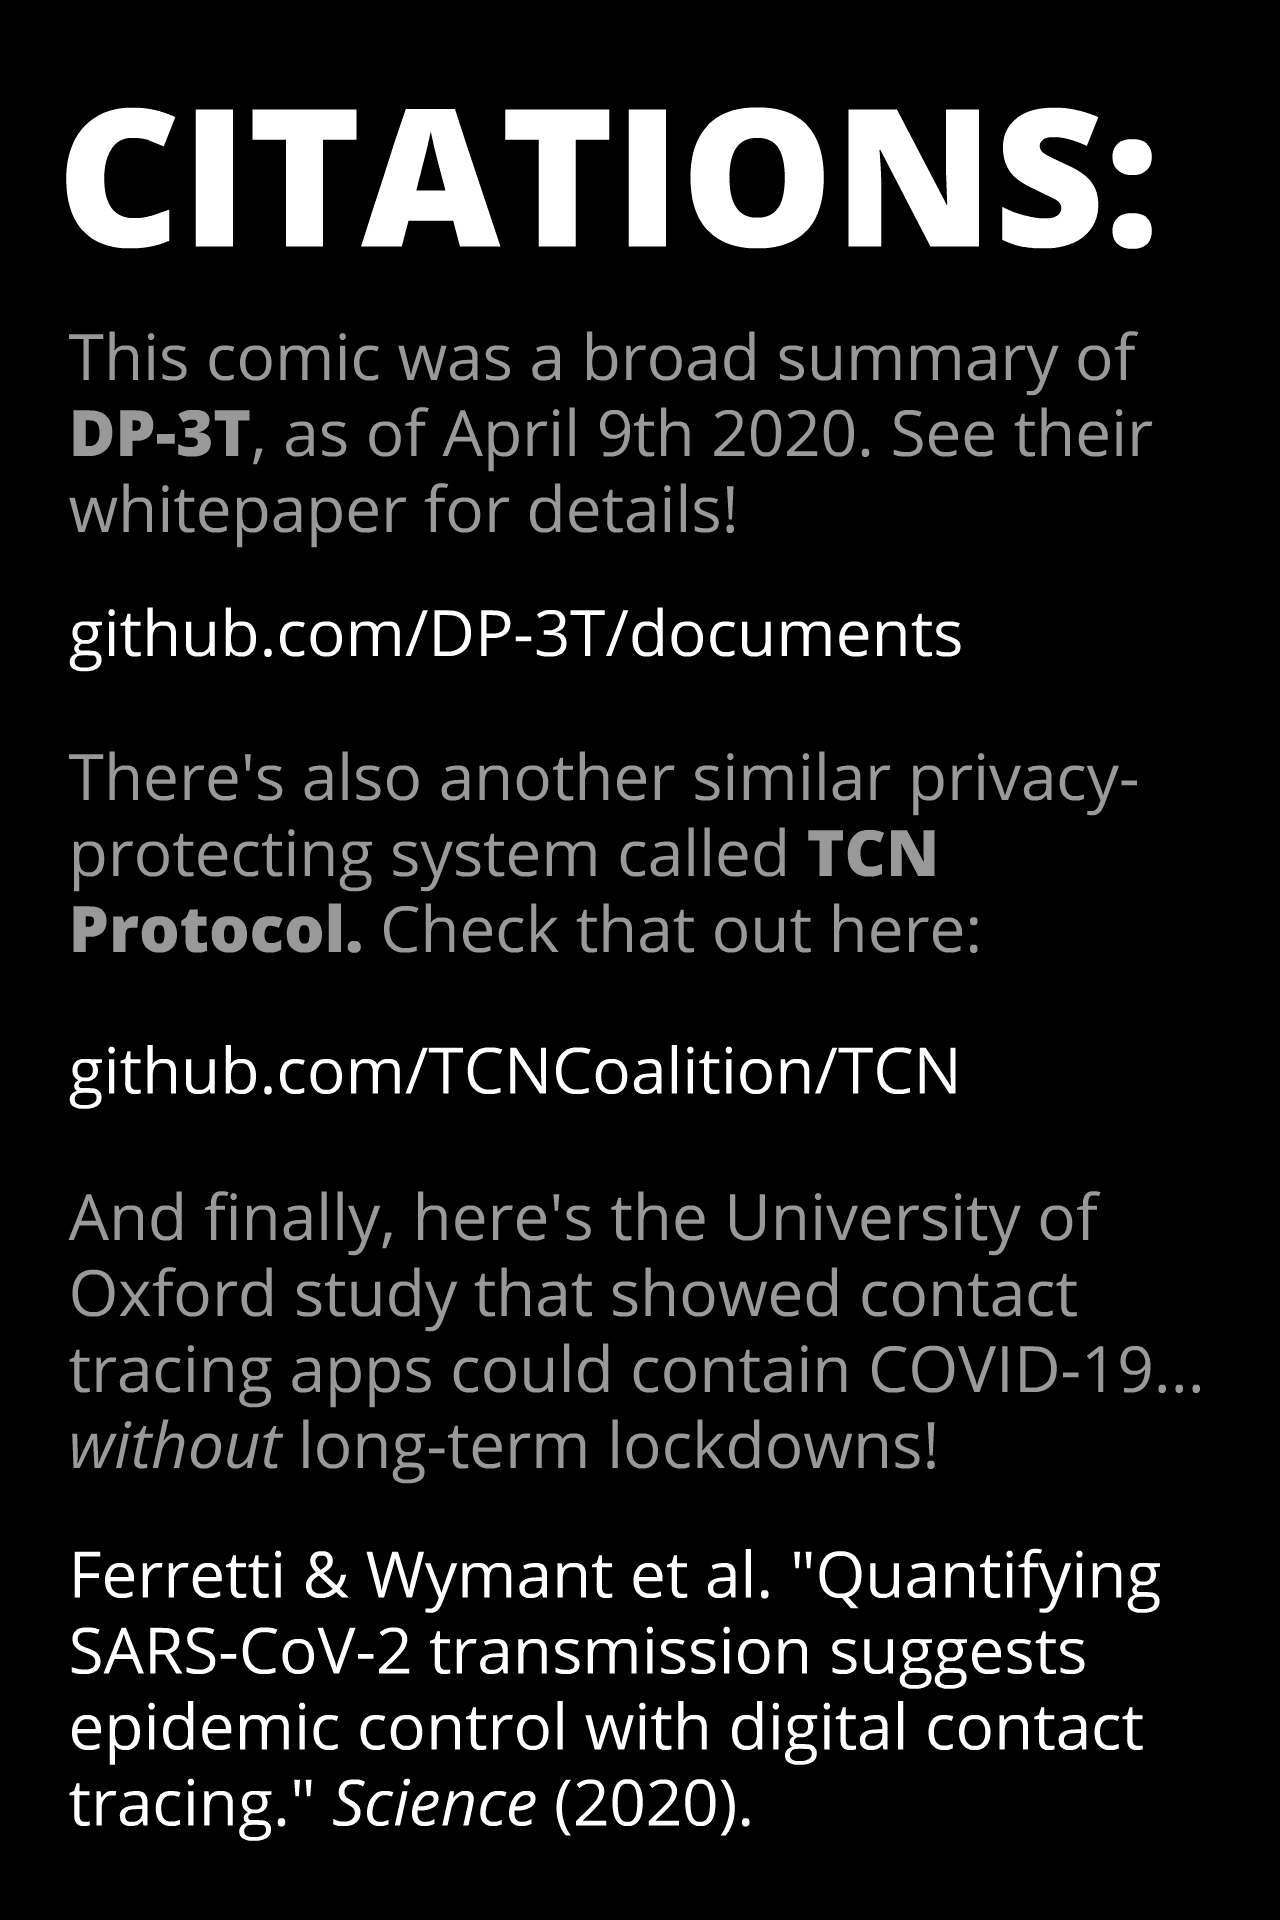 CITATIONS:
This comic was a broad summary of
DP-3T, as of April 9th 2020. See their
whitepaper for details!
github.com/DP-3T/documents
There's also another similar privacy-
protecting system called TCN
Protocol. Check that out here:
github.com/TCNCoalition/TCN
And finally, here's the University of
Oxford study that showed contact
tracing apps could contain COVID-19...
without long-term lockdowns!
Ferretti & Wymant et al. "Quantifying
SARS-CoV-2 transmission suggests
epidemic control with digital contact
tracing." Science (2020).